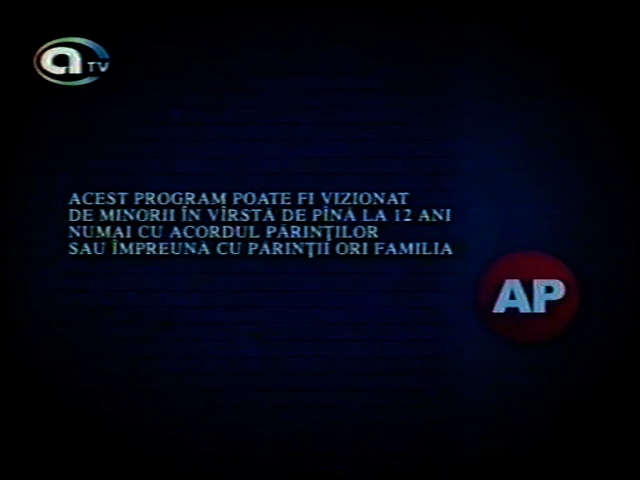 a TV
ACEST PROGRAM POATE FI VIZIONAT
DE MINORII ÎN VÎRSTĂ DE PÎNĂ LA 12 ANI
NUMAI CU ACORDUL PĂRINŢILOR
SAU ÎMPREUNĂ CU PĂRINŢII ORI FAMILIA
AP